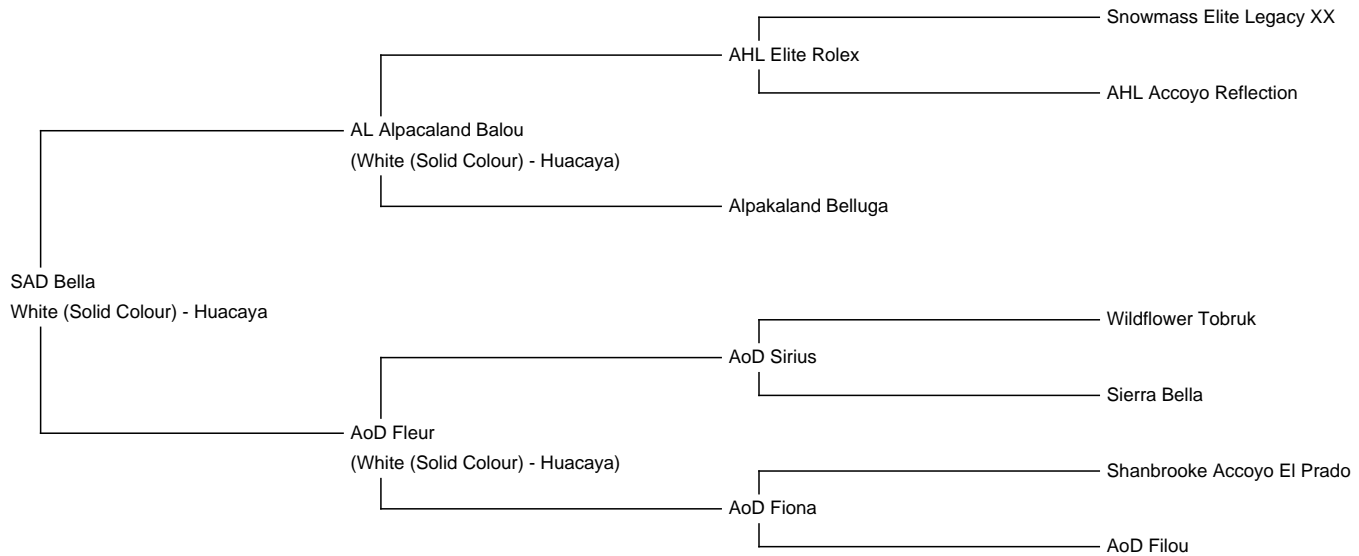 Snowmass Elite Legacy XX
AHL Elite Rolex
AHL Accoyo Reflection
AL Alpacaland Balou
(White (Solid Colour) - Huacaya)
Alpakaland Belluga
SAD Bella
White (Solid Colour) - Huacaya
Wildflower Tobruk
AoD Sirius
Sierra Bella
AoD Fleur
(White (Solid Colour) - Huacaya)
Shanbrooke Accoyo El Prado
AoD Fiona
AoD Filou